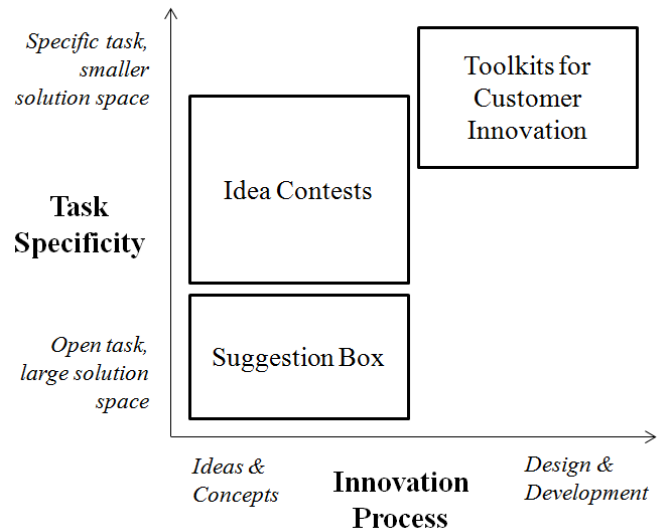 Specific task,
smaller
solution space
Toolkits for
Customer
Innovation
Idea Contests
Task
Specificity
Open task,
large solution
space
Suggestion Box
Ideas &
Concepts
Innovation
Process
Design &
Development